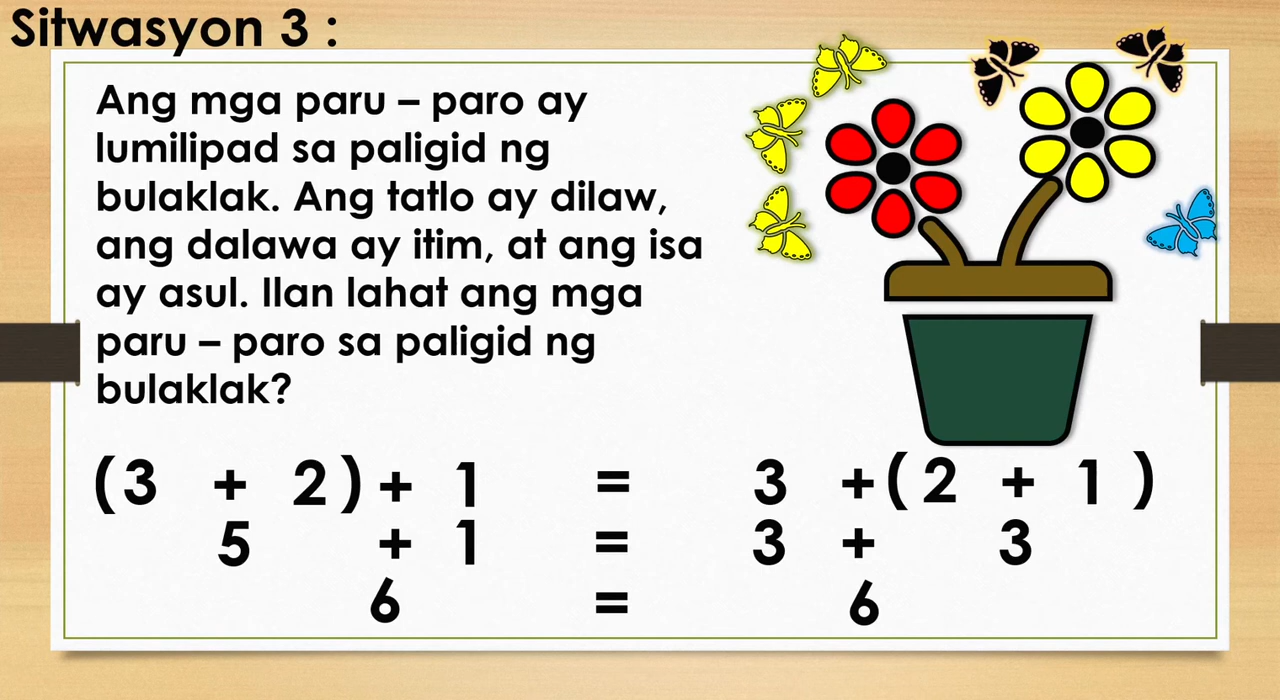 Sitwasyon 3 :
Ang mga paru – paro ay
lumilipad sa paligid ng
bulaklak. Ang tatlo ay dilaw,
ang dalawa ay itim, at ang isa
ay asul. Ilan lahat ang mga
paru – paro sa paligid ng
bulaklak?
(3 + 2) + 1 = 3 + (2 + 1 )
5 + 1 = 3 + 3
6 = 6